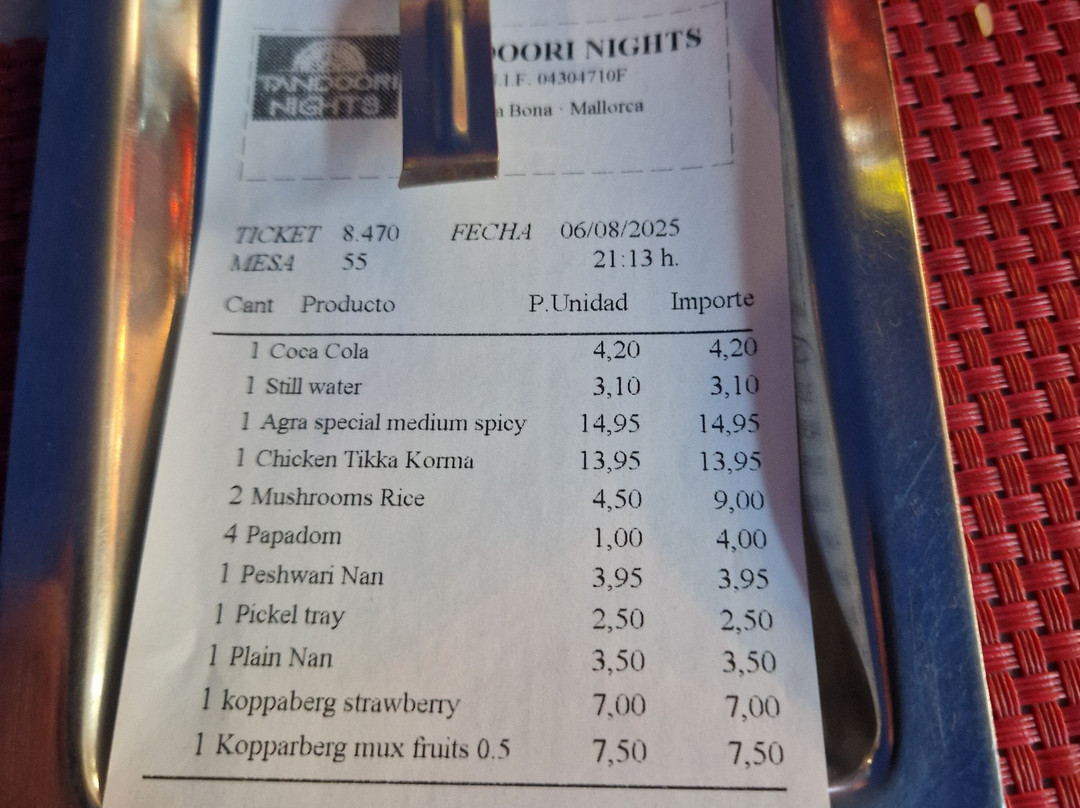 TANDOORI
NIGHTS
OORI NIGHTS
.I.F. 04304710F
a Bona · Mallorca
TICKET 8.470 FECHA 06/08/2025
MESA 55 21:13 h.
Cant Producto P.Unidad Importe
1 Coca Cola 4,20 4,20
1 Still water 3,10 3,10
1 Agra special medium spicy 14,95 14,95
1 Chicken Tikka Korma 13,95 13,95
2 Mushrooms Rice 4,50 9,00
4 Papadom 1,00 4,00
1 Peshwari Nan 3,95 3,95
1 Pickel tray 2,50 2,50
1 Plain Nan 3,50 3,50
1 koppaberg strawberry 7,00 7,00
1 Kopparberg mux fruits 0.5 7,50 7,50